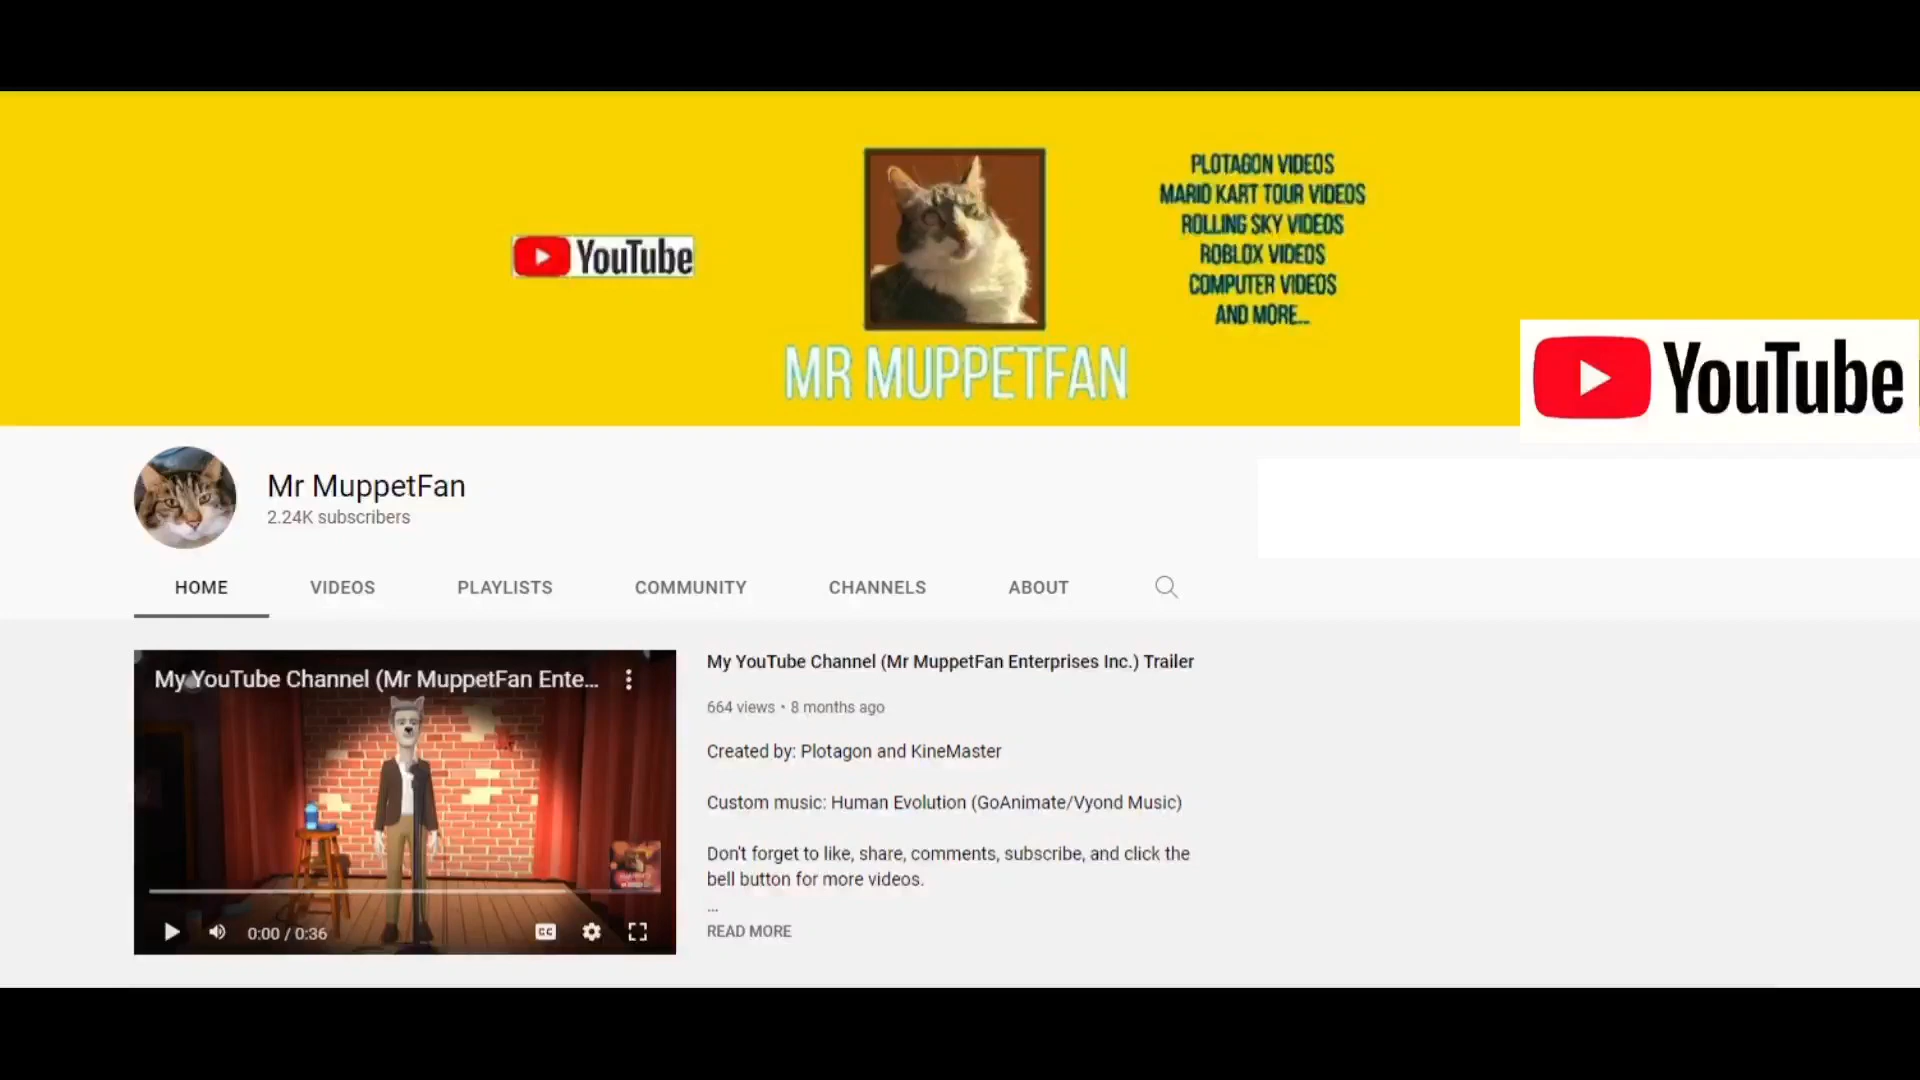 PLOTAGON VIDEOS
MARIO KART TOUR VIDEOS
ROLLING SKY VIDEOS
ROBLOX VIDEOS
COMPUTER VIDEOS
AND MORE...
YouTube
MR MUPPETFAN
YouTube
Mr MuppetFan
2.24K subscribers
HOME VIDEOS PLAYLISTS COMMUNITY CHANNELS ABOUT
My YouTube Channel (Mr MuppetFan Ente...
0:00 / 0:36
CC
My YouTube Channel (Mr MuppetFan Enterprises Inc.) Trailer
664 views • 8 months ago
Created by: Plotagon and KineMaster
Custom music: Human Evolution (GoAnimate/Vyond Music)
Don't forget to like, share, comments, subscribe, and click the
bell button for more videos.
...
READ MORE